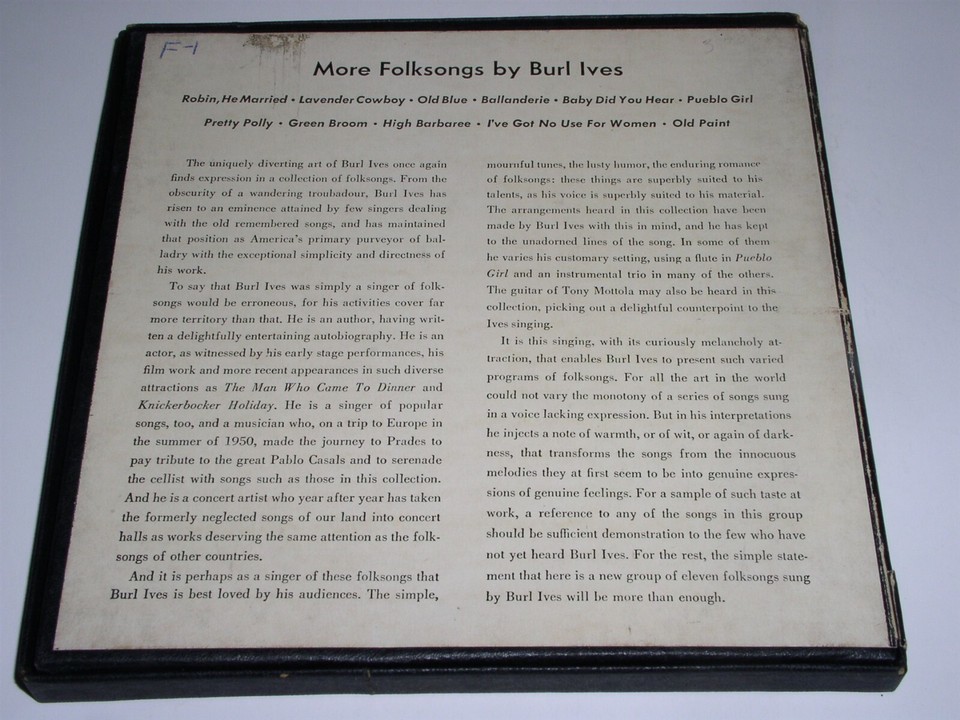 F-1
More Folksongs by Burl Ives
Robin, He Married • Lavender Cowboy • Old Blue • Ballanderie • Baby Did You Hear • Pueblo Girl
Pretty Polly • Green Broom • High Barbaree • I've Got No Use For Women • Old Paint
The uniquely diverting art of Burl Ives once again
finds expression in a collection of folksongs. From the
obscurity of a wandering troubadour, Burl Ives has
risen to an eminence attained by few singers dealing
with the old remembered songs, and has maintained
that position as America's primary purveyor of bal-
ladry with the exceptional simplicity and directness of
his work.
To say that Burl Ives was simply a singer of folk-
songs would be erroneous, for his activities cover far
more territory than that. He is an author, having writ-
ten a delightfully entertaining autobiography. He is an
actor, as witnessed by his early stage performances, his
film work and more recent appearances in such diverse
attractions as The Man Who Came To Dinner and
Knickerbocker Holiday. He is a singer of popular
songs, too, and a musician who, on a trip to Europe in
the summer of 1950, made the journey to Prades to
pay tribute to the great Pablo Casals and to serenade
the cellist with songs such as those in this collection.
And he is a concert artist who year after year has taken
the formerly neglected songs of our land into concert
halls as works deserving the same attention as the folk-
songs of other countries.
And it is perhaps as a singer of these folksongs that
Burl Ives is best loved by his audiences. The simple,
mournful tunes, the lusty humor, the enduring romance
of folksongs: these things are superbly suited to his
talents, as his voice is superbly suited to his material.
The arrangements heard in this collection have been
made by Burl Ives with this in mind, and he has kept
to the unadorned lines of the song. In some of them
he varies his customary setting, using a flute in Pueblo
Girl and an instrumental trio in many of the others.
The guitar of Tony Mottola may also be heard in this
collection, picking out a delightful counterpoint to the
Ives singing.
It is this singing, with its curiously melancholy at-
traction, that enables Burl Ives to present such varied
programs of folksongs. For all the art in the world
could not vary the monotony of a series of songs sung
in a voice lacking expression. But in his interpretations
he injects a note of warmth, or of wit, or again of dark-
ness, that transforms the songs from the innocuous
melodies they at first seem to be into genuine expres-
sions of genuine feelings. For a sample of such taste at
work, a reference to any of the songs in this group
should be sufficient demonstration to the few who have
not yet heard Burl Ives. For the rest, the simple state-
ment that here is a new group of eleven folksongs sung
by Burl Ives will be more than enough.